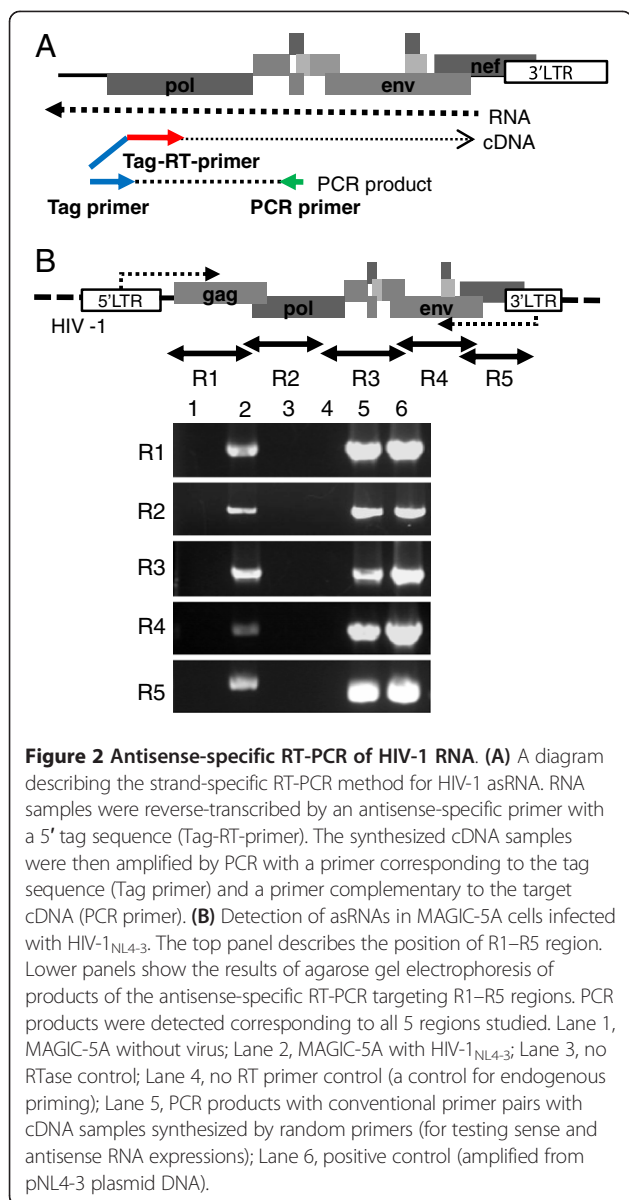 A
pol
env
nef
3'LTR
RNA
cDNA
Tag-RT-primer
PCR product
Tag primer
PCR primer
B
5'LTR
gag
pol
env
3'LTR
HIV -1
R1 R2 R3 R4 R5
1 2 3 4 5 6
R1
R2
R3
R4
R5
Figure 2 Antisense-specific RT-PCR of HIV-1 RNA. (A) A diagram
describing the strand-specific RT-PCR method for HIV-1 asRNA. RNA
samples were reverse-transcribed by an antisense-specific primer with
a 5′ tag sequence (Tag-RT-primer). The synthesized cDNA samples
were then amplified by PCR with a primer corresponding to the tag
sequence (Tag primer) and a primer complementary to the target
cDNA (PCR primer). (B) Detection of asRNAs in MAGIC-5A cells infected
with HIV-1NL4-3. The top panel describes the position of R1–R5 region.
Lower panels show the results of agarose gel electrophoresis of
products of the antisense-specific RT-PCR targeting R1–R5 regions. PCR
products were detected corresponding to all 5 regions studied. Lane 1,
MAGIC-5A without virus; Lane 2, MAGIC-5A with HIV-1NL4-3; Lane 3, no
RTase control; Lane 4, no RT primer control (a control for endogenous
priming); Lane 5, PCR products with conventional primer pairs with
cDNA samples synthesized by random primers (for testing sense and
antisense RNA expressions); Lane 6, positive control (amplified from
pNL4-3 plasmid DNA).